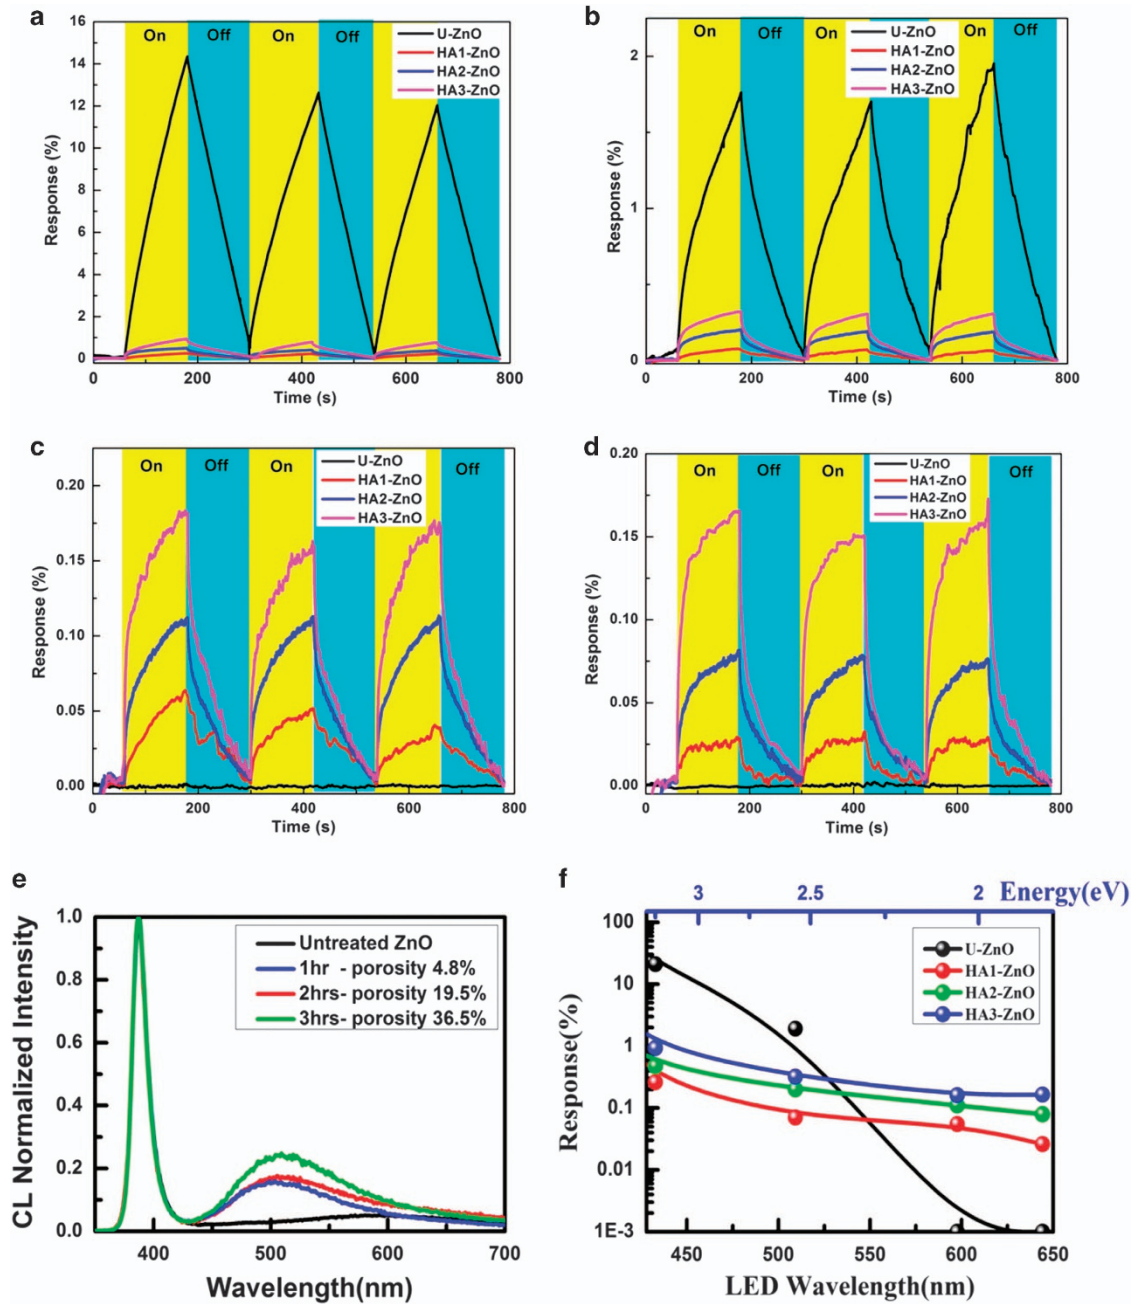 a
On
Off
On
Off
On
U-ZnO
HA1-ZnO
HA2-ZnO
HA3-ZnO
Response (%)
16
14
12
10
8
6
4
2
0
0 200 400 600 800
Time (s)
b
On
Off
On
On
Off
U-ZnO
HA1-ZnO
HA2-ZnO
HA3-ZnO
Response (%)
2
1
0
0 200 400 600 800
Time (s)
c
On
Off
On
Off
U-ZnO
HA1-ZnO
HA2-ZnO
HA3-ZnO
Response (%)
0.20
0.15
0.10
0.05
0.00
0 200 400 600 800
Time (s)
d
On
Off
On
Off
U-ZnO
HA1-ZnO
HA2-ZnO
HA3-ZnO
Response (%)
0.20
0.15
0.10
0.05
0.00
0 200 400 600 800
Time (s)
e
Untreated ZnO
1hr - porosity 4.8%
2hrs- porosity 19.5%
3hrs- porosity 36.5%
CL Normalized Intensity
1.0
0.8
0.6
0.4
0.2
0.0
400 500 600 700
Wavelength(nm)
f
3 2.5 2 Energy(eV)
U-ZnO
HA1-ZnO
HA2-ZnO
HA3-ZnO
Response(%)
100
10
1
0.1
0.01
1E-3
450 500 550 600 650
LED Wavelength(nm)